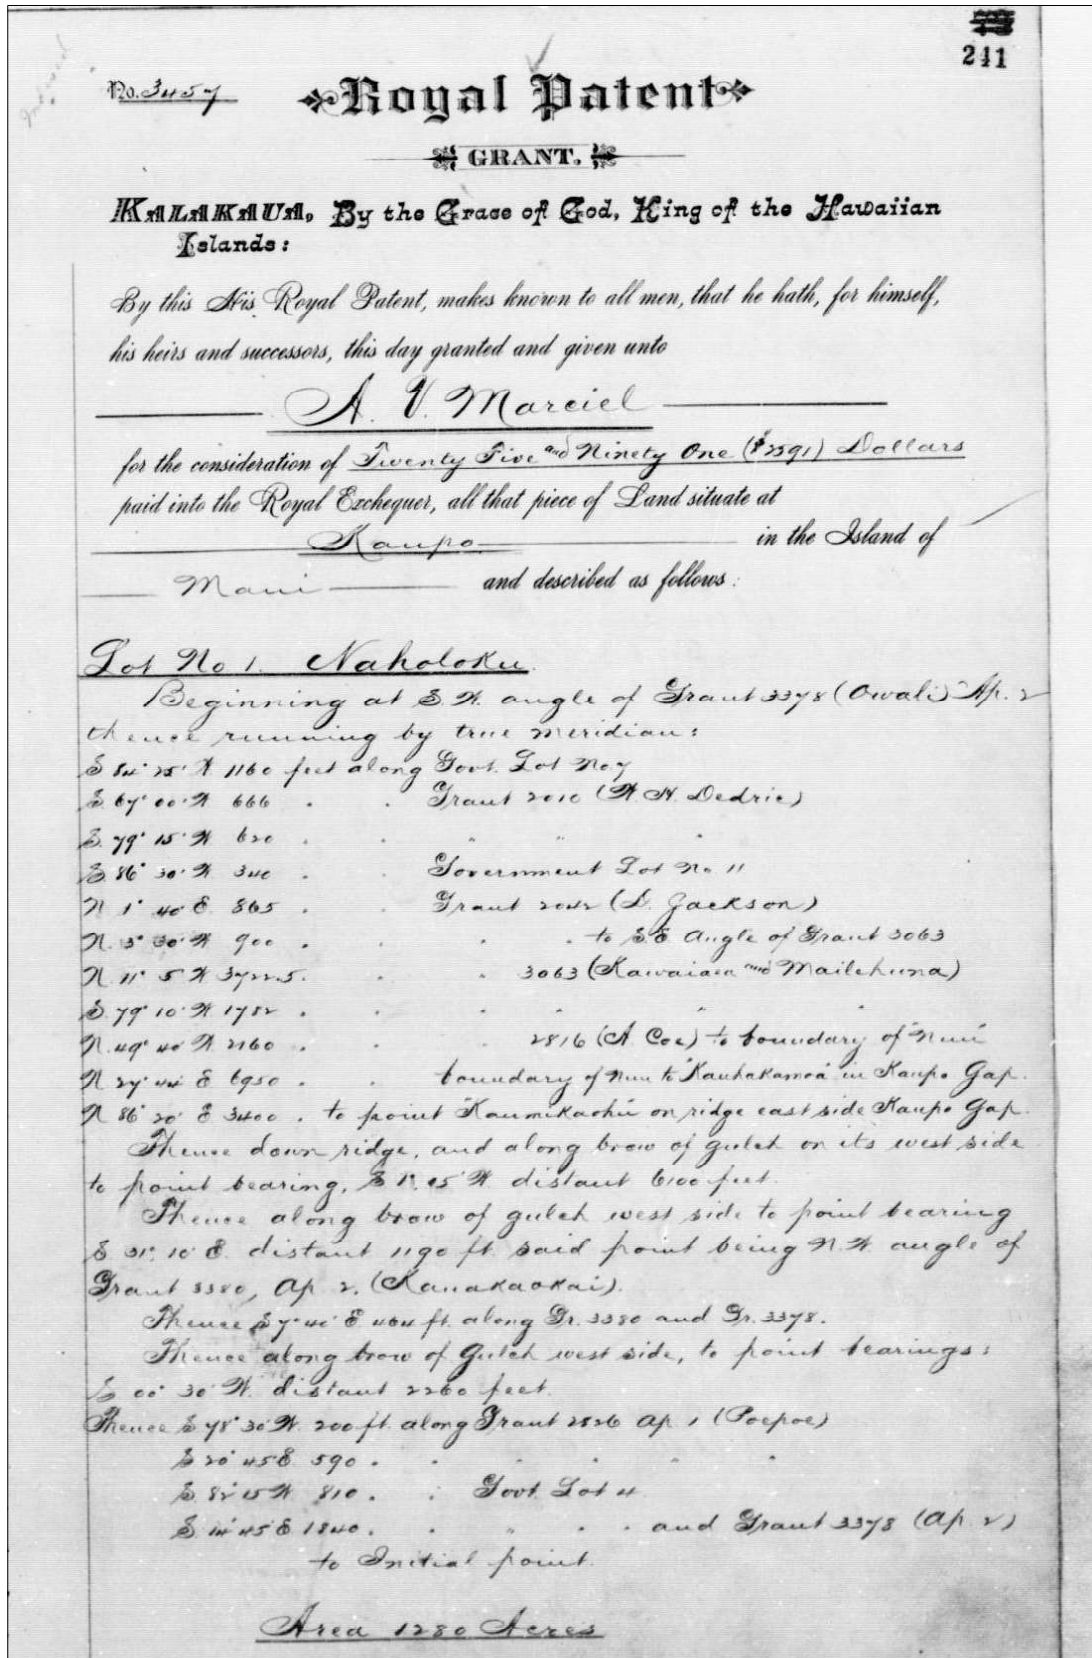 241
No. 3457
Royal Patent
GRANT.
KALAKAUA, By the Grace of God, King of the Hawaiian
Islands:
By this His Royal Patent, makes known to all men, that he hath, for himself,
his heirs and successors, this day granted and given unto
A. V. Marciel
for the consideration of Twenty Five and Ninety One ($2591) Dollars
paid into the Royal Exchequer, all that piece of Land situate at
Kaupo in the Island of
Maui and described as follows:
Lot No 1. Naholoku.
Beginning at S.W. angle of Grant 3378 (Owali) Ap. 2
thence running by true meridian:
S 84° 25' W 1160 feet along Govt. Lot No 7
S. 67° 00' W 666 . . Grant 2010 (W. H. Dedric)
S. 79° 15' W 620 . . " " "
S. 86° 30' W 340 . . Government Lot No 11
N 1° 40' E. 865 . . Grant 2042 (D. Jackson)
N. 3° 30' W 900 . . . . to S.E Angle of Grant 3063
N. 11° 5' W 3722.5 . . 3063 (Kawaiaea and Mailehuna)
S. 79° 10' W 1782 . . . " "
N. 49° 40' W. 2160 . . . 2816 (A. Coe) to boundary of "Nuu"
N 27° 44' E 6950 . . boundary of Nuu to "Kauhakamoa" in Kaupo Gap.
N 86° 20' E 3400 . to point "Kaumikaohu" on ridge east side Kaupo Gap.
Thence down ridge, and along brow of gulch on its west side
to point bearing, S 1°. 15' W. distant 6100 feet.
Thence along brow of gulch west side to point bearing
S 31°. 10' E. distant 1190 ft. said point being N.W. angle of
Grant 3380, Ap 2. (Kanakaokai).
Thence S 7° 40' E 464 ft. along Gr. 3380 and Gr. 3378.
Thence along brow of Gulch west side, to point bearings:
S 00° 30' W. distant 2260 feet.
Thence S 78° 30' W. 200 ft. along Grant 2826 Ap 1 (Poepoe)
S 20° 45' E. 590 . . . . " "
S. 82° 15' W 810 . . Govt. Lot 4
S 14° 45' E 1840 . . " . . and Grant 3378 (Ap. 2)
to Initial point.
Area 1280 Acres